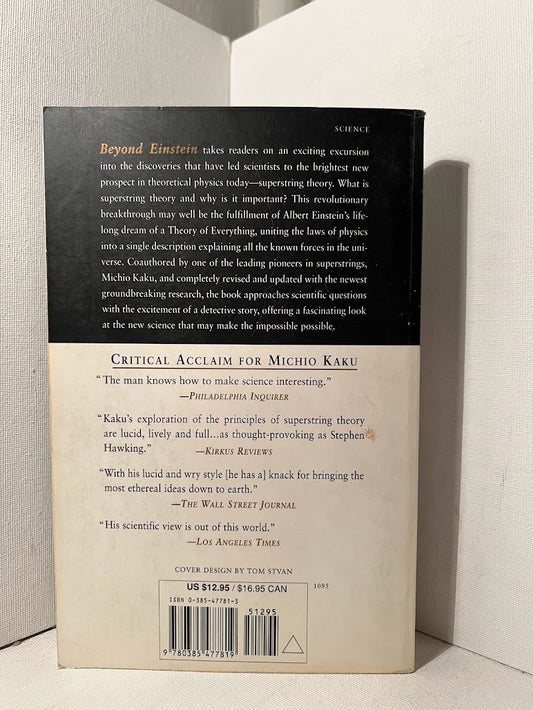 SCIENCE
Beyond Einstein takes readers on an exciting excursion
into the discoveries that have led scientists to the brightest new
prospect in theoretical physics today—superstring theory. What is
superstring theory and why is it important? This revolutionary
breakthrough may well be the fulfillment of Albert Einstein's life-
long dream of a Theory of Everything, uniting the laws of physics
into a single description explaining all the known forces in the uni-
verse. Coauthored by one of the leading pioneers in superstrings,
Michio Kaku, and completely revised and updated with the newest
groundbreaking research, the book approaches scientific questions
with the excitement of a detective story, offering a fascinating look
at the new science that may make the impossible possible.
CRITICAL ACCLAIM FOR MICHIO KAKU
"The man knows how to make science interesting."
—PHILADELPHIA INQUIRER
"Kaku's exploration of the principles of superstring theory
are lucid, lively and full...as thought-provoking as Stephen
Hawking." —KIRKUS REVIEWS
"With his lucid and wry style [he has a] knack for bringing the
most ethereal ideas down to earth."
—THE WALL STREET JOURNAL
"His scientific view is out of this world."
—LOS ANGELES TIMES
COVER DESIGN BY TOM STVAN
US $12.95 / $16.95 CAN
1095
ISBN 0-385-47781-3
51295
9 780385 477819